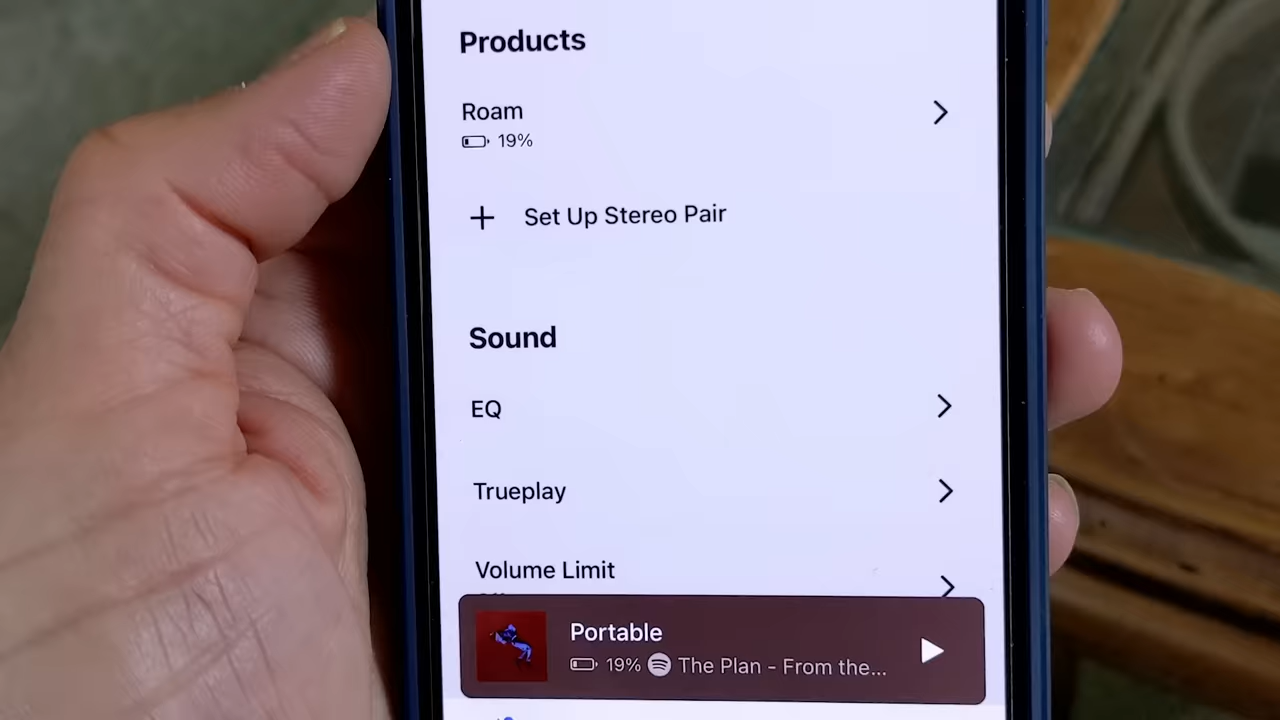 Products
Roam
19%
Set Up Stereo Pair
Sound
EQ
Trueplay
Volume Limit
Portable
19% The Plan - From the...